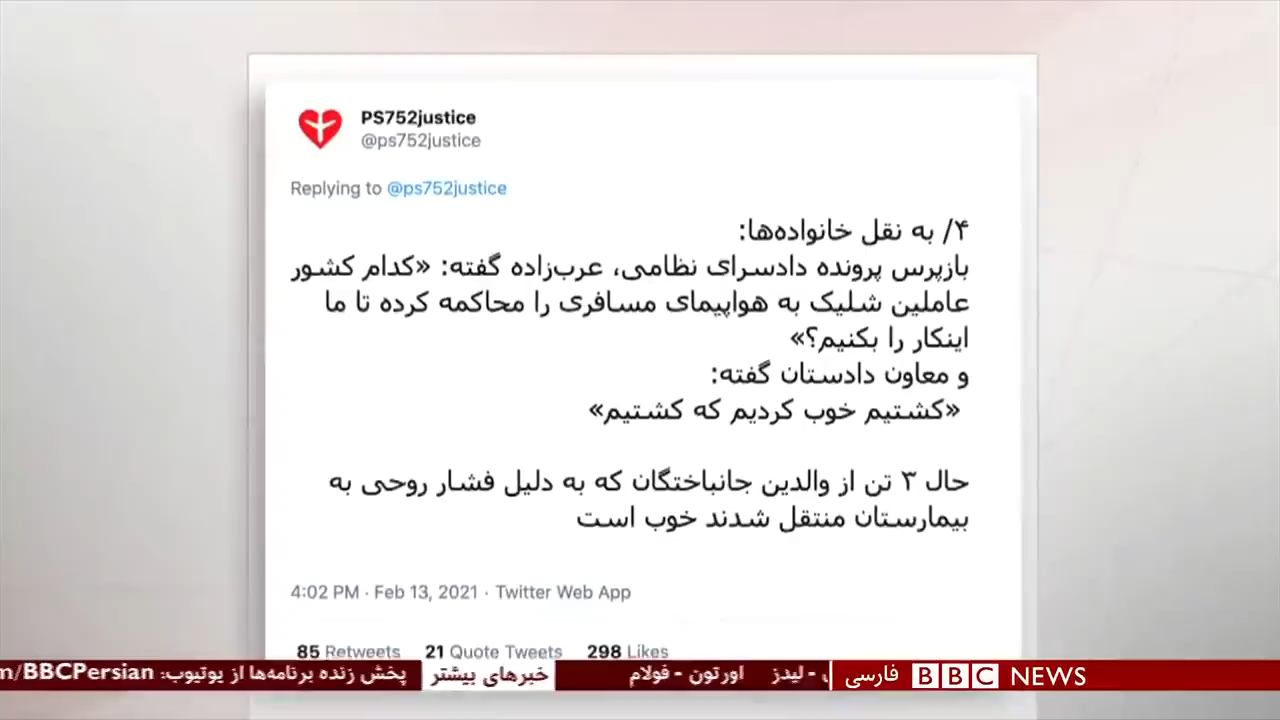 PS752justice
@ps752justice
Replying to @ps752justice
۴/ به نقل خانواده‌ها:
بازپرس پرونده دادسرای نظامی، عرب‌زاده گفته: «کدام کشور
عاملین شلیک به هواپیمای مسافری را محاکمه کرده تا ما
اینکار را بکنیم؟»
و معاون دادستان گفته:
«کشتیم خوب کردیم که کشتیم»
حال ۳ تن از والدین جانباختگان که به دلیل فشار روحی به
بیمارستان منتقل شدند خوب است
4:02 PM · Feb 13, 2021 · Twitter Web App
85 Retweets 21 Quote Tweets 298 Likes
پخش زنده برنامه‌ها از یوتیوب: m/BBCPersian
خبرهای بیشتر
- لیدز اورتون - فولام
BBC NEWS فارسی